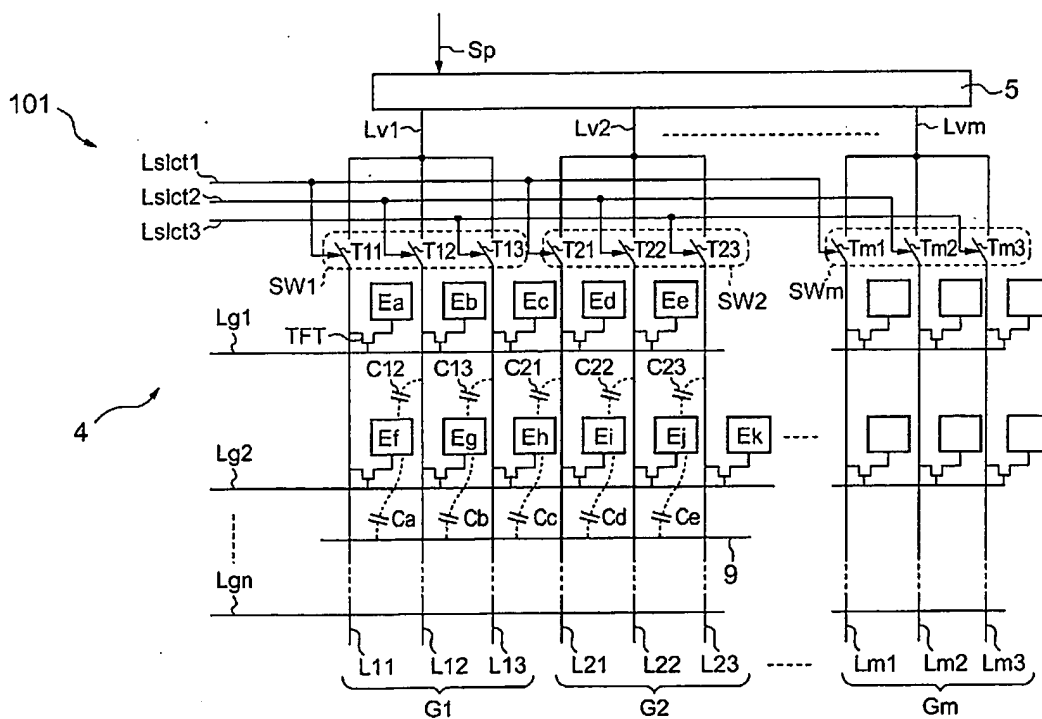 Sp
101
5
Lv1 Lv2 Lvm
Lslct1
Lslct2
Lslct3
T11 T12 T13 T21 T22 T23 Tm1 Tm2 Tm3
SW1 SW2 SWm
Ea Eb Ec Ed Ee
Lg1
TFT
C12 C13 C21 C22 C23
4
Ef Eg Eh Ei Ej Ek
Lg2
Ca Cb Cc Cd Ce
9
Lgn
L11 L12 L13 L21 L22 L23 Lm1 Lm2 Lm3
G1 G2 Gm